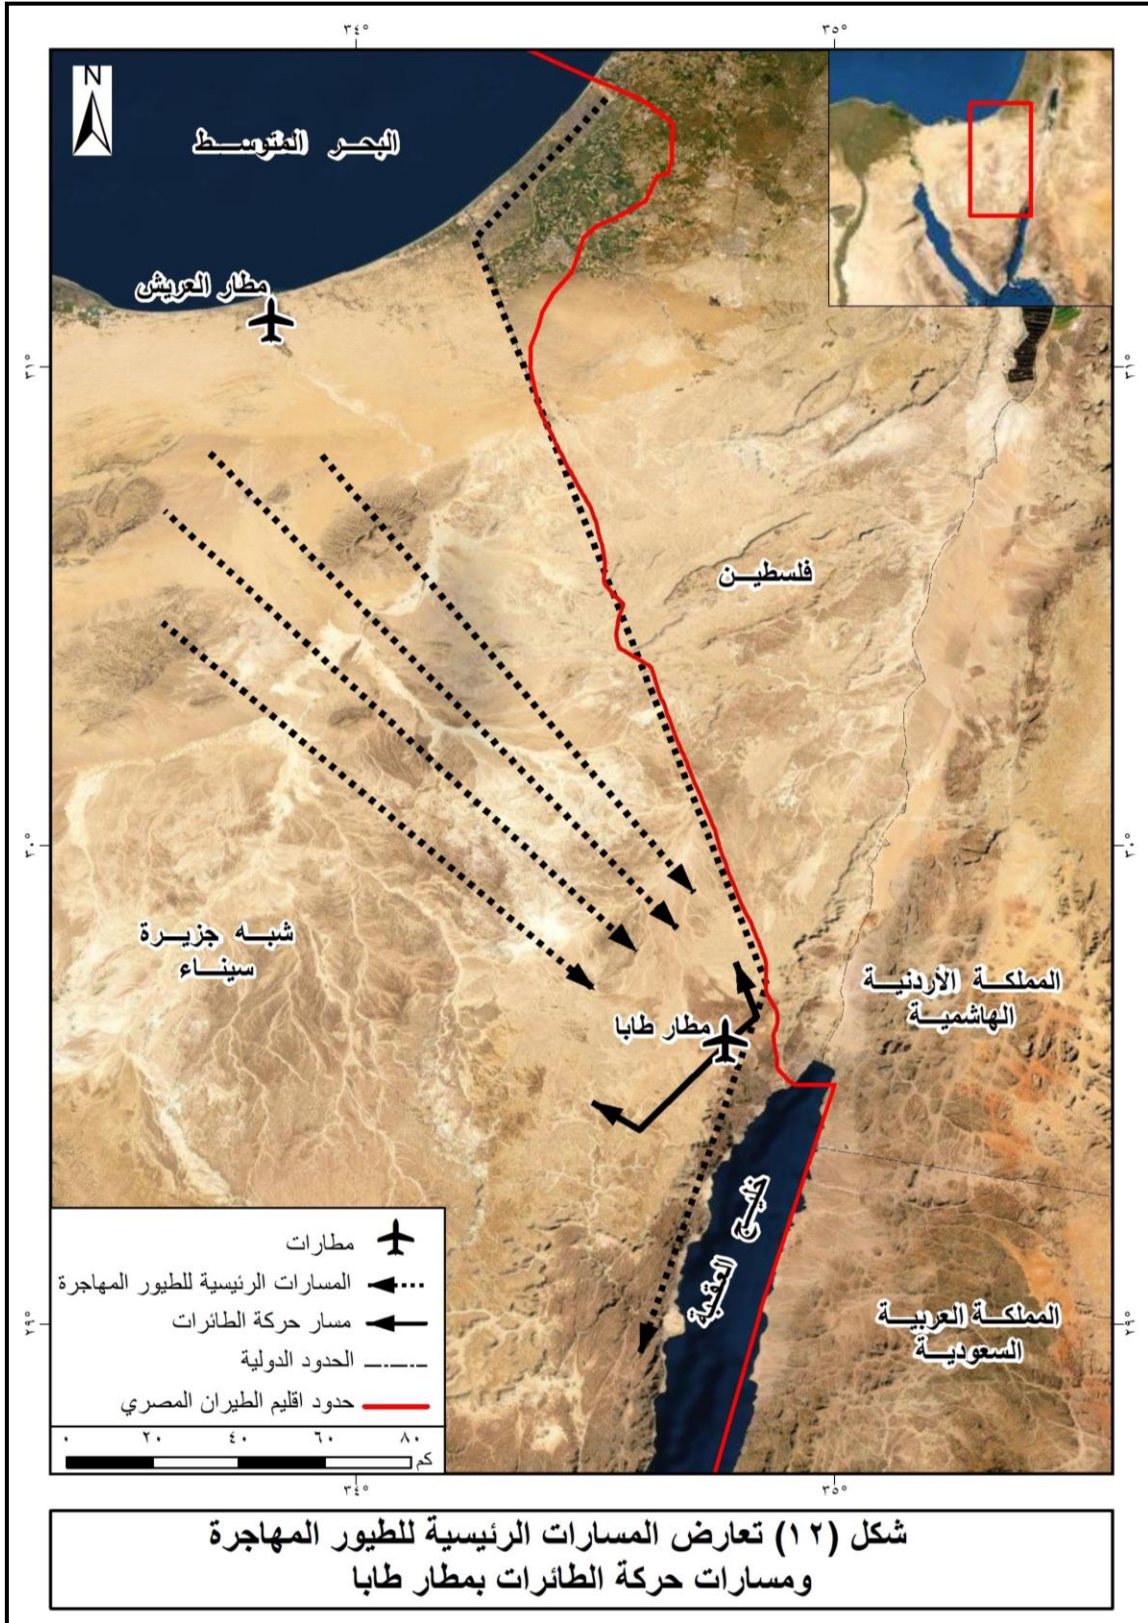 ٣٤°
٣٥°
N
البحر المتوسط
مطار العريش
٣١°
٣١°
فلسطين
٣٠°
٣٠°
شبه جزيرة
سيناء
المملكة الأردنية
الهاشمية
مطار طابا
خليج العقبة
المملكة العربية
السعودية
٢٩°
٢٩°
مطارات
المسارات الرئيسية للطيور المهاجرة
مسار حركة الطائرات
الحدود الدولية
حدود اقليم الطيران المصري
٠ ٢٠ ٤٠ ٦٠ ٨٠
كم
٣٤°
٣٥°
شكل (١٢) تعارض المسارات الرئيسية للطيور المهاجرة
ومسارات حركة الطائرات بمطار طابا